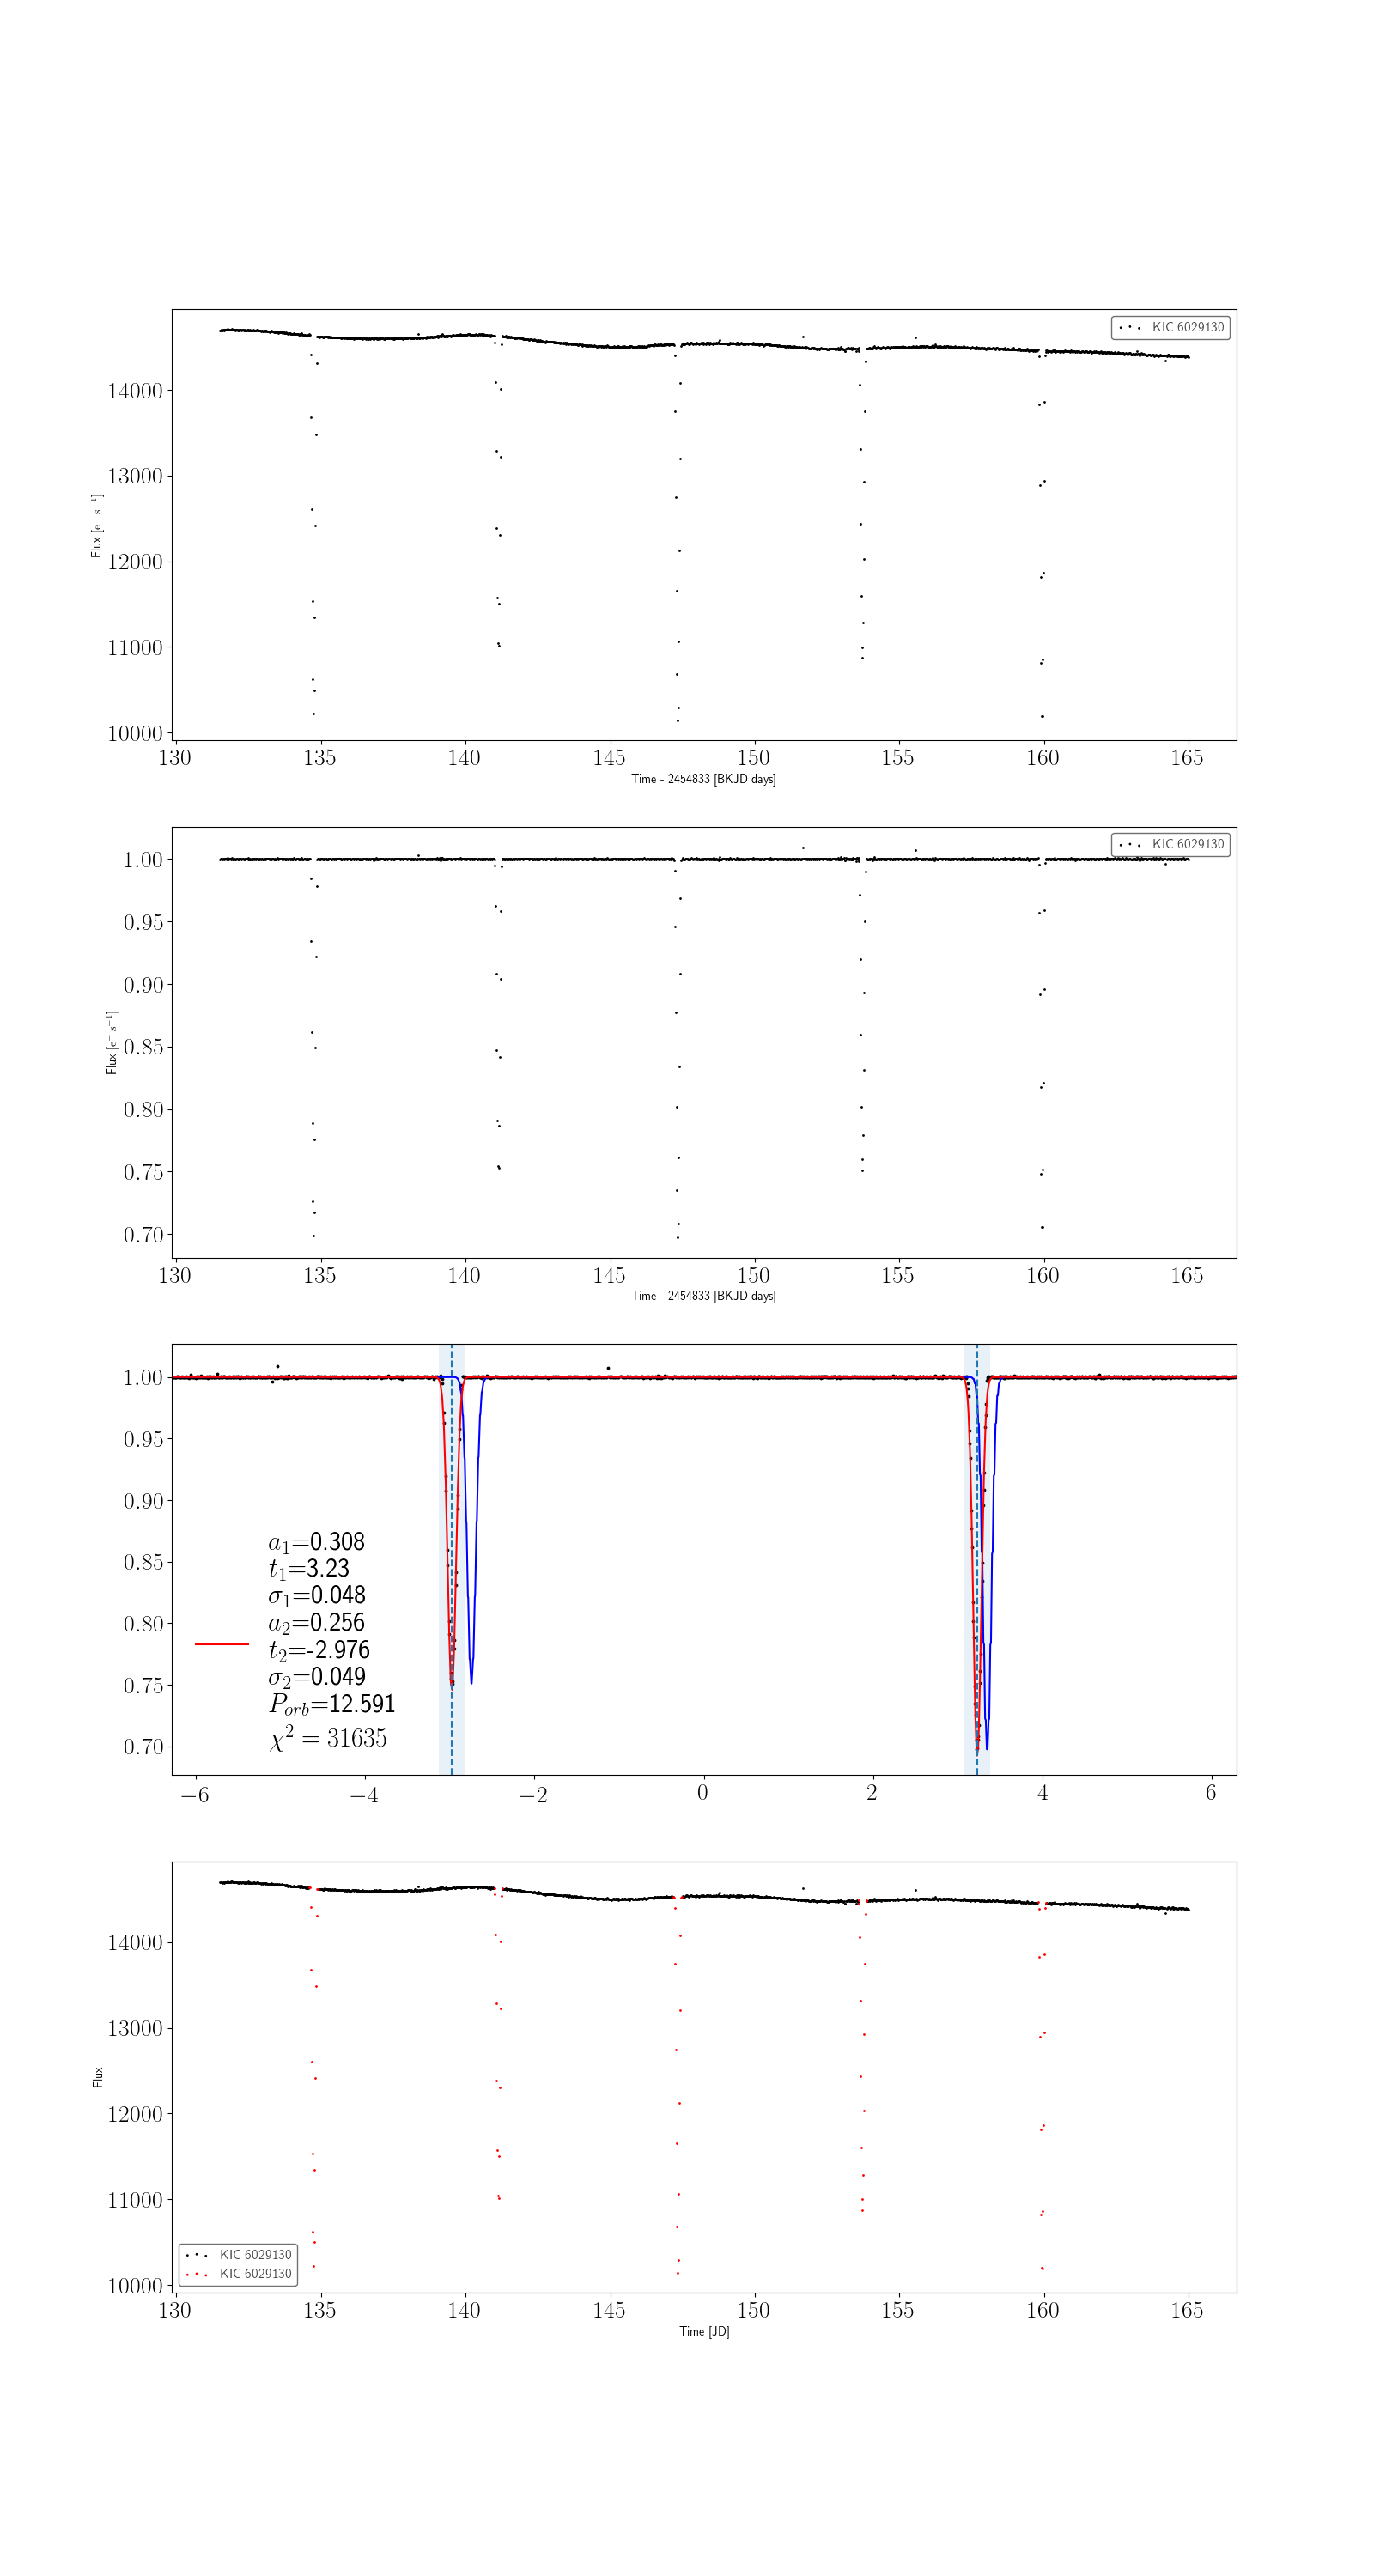 KIC 6029130
14000
13000
12000
11000
10000
Flux [e⁻ s⁻¹]
130 135 140 145 150 155 160 165
Time - 2454833 [BKJD days]
KIC 6029130
1.00
0.95
0.90
0.85
0.80
0.75
0.70
Flux [e⁻ s⁻¹]
130 135 140 145 150 155 160 165
Time - 2454833 [BKJD days]
1.00
0.95
0.90
0.85
0.80
0.75
0.70
a₁=0.308
t₁=3.23
σ₁=0.048
a₂=0.256
t₂=-2.976
σ₂=0.049
Pₒᵣb=12.591
χ² = 31635
−6 −4 −2 0 2 4 6
14000
13000
12000
11000
10000
Flux
KIC 6029130
KIC 6029130
130 135 140 145 150 155 160 165
Time [JD]